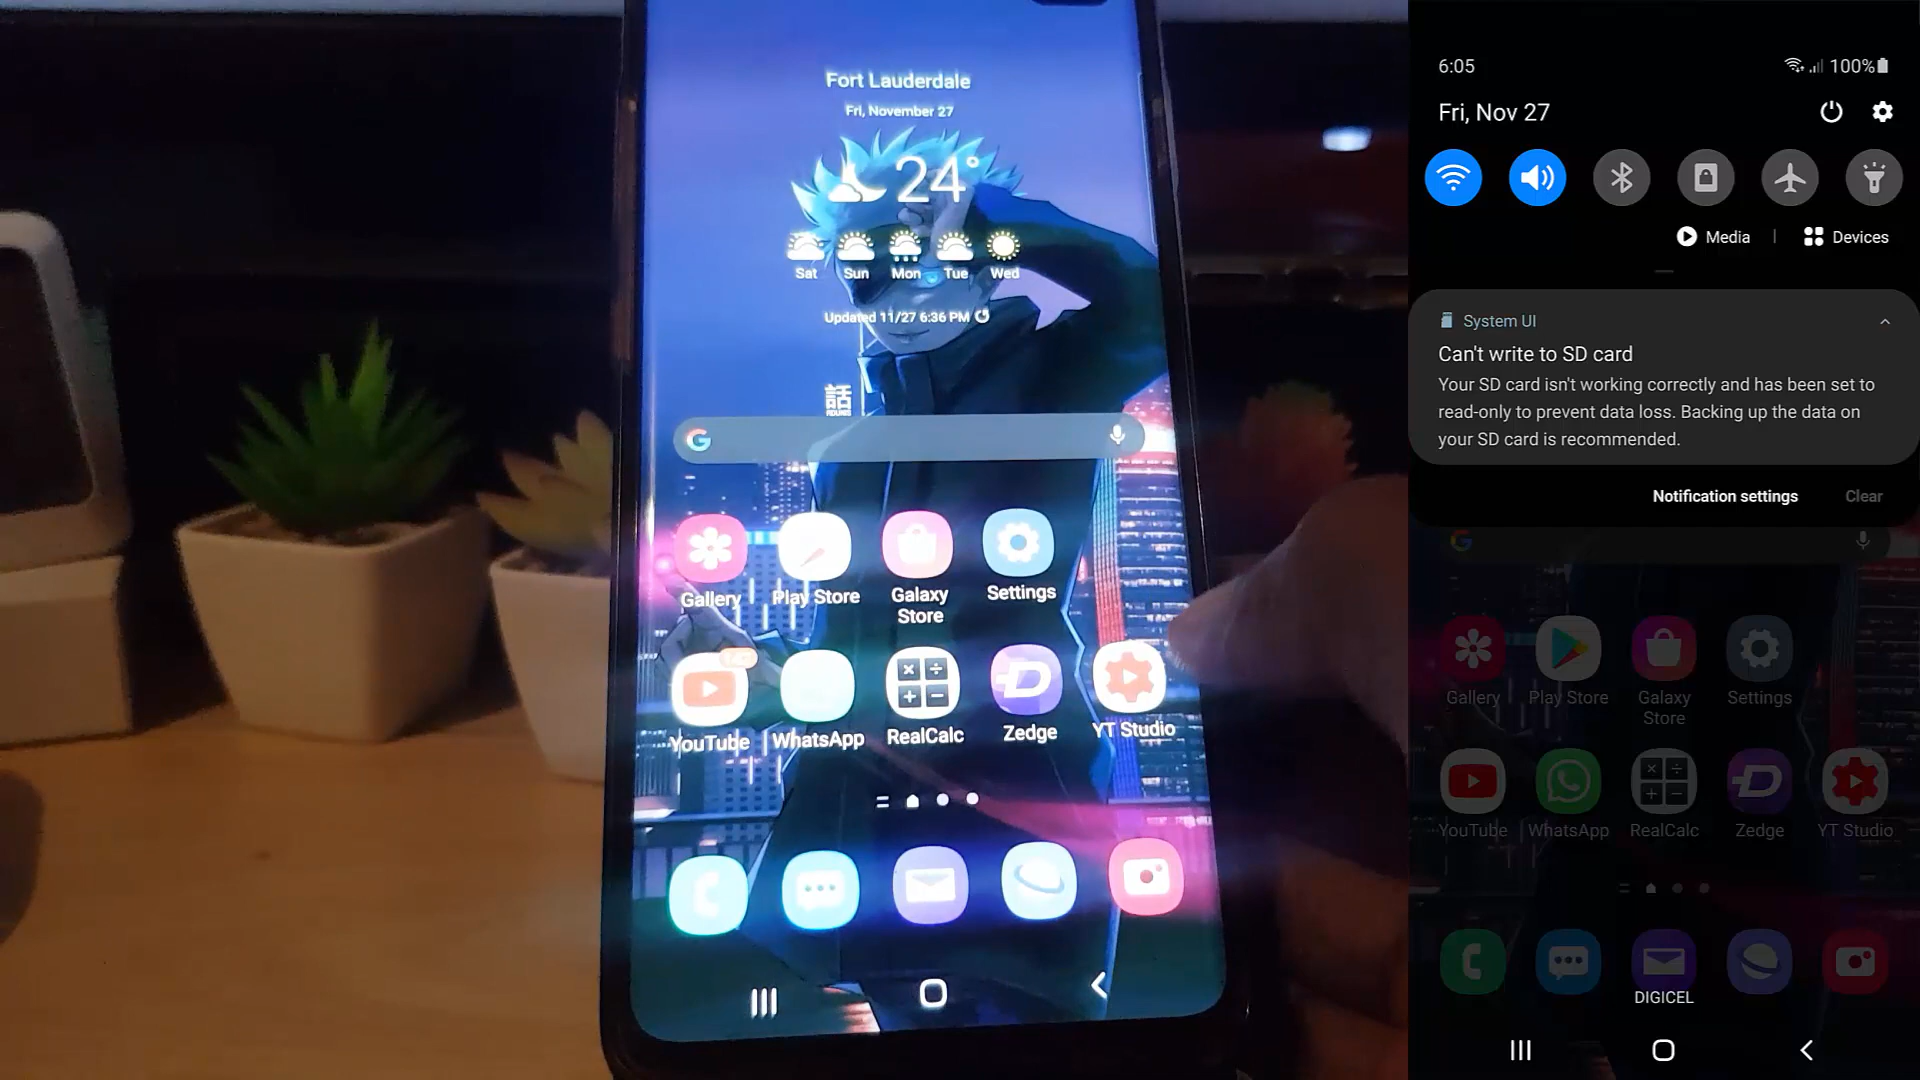 Fort Lauderdale
Fri, November 27
24°
Sat Sun Mon Tue Wed
Updated 11/27 6:36 PM
話
Gallery Play Store Galaxy Store Settings
YouTube WhatsApp RealCalc Zedge YT Studio
6:05 100%
Fri, Nov 27
Media | Devices
System UI
Can't write to SD card
Your SD card isn't working correctly and has been set to
read-only to prevent data loss. Backing up the data on
your SD card is recommended.
Notification settings Clear
Gallery Play Store Galaxy Store Settings
YouTube WhatsApp RealCalc Zedge YT Studio
DIGICEL